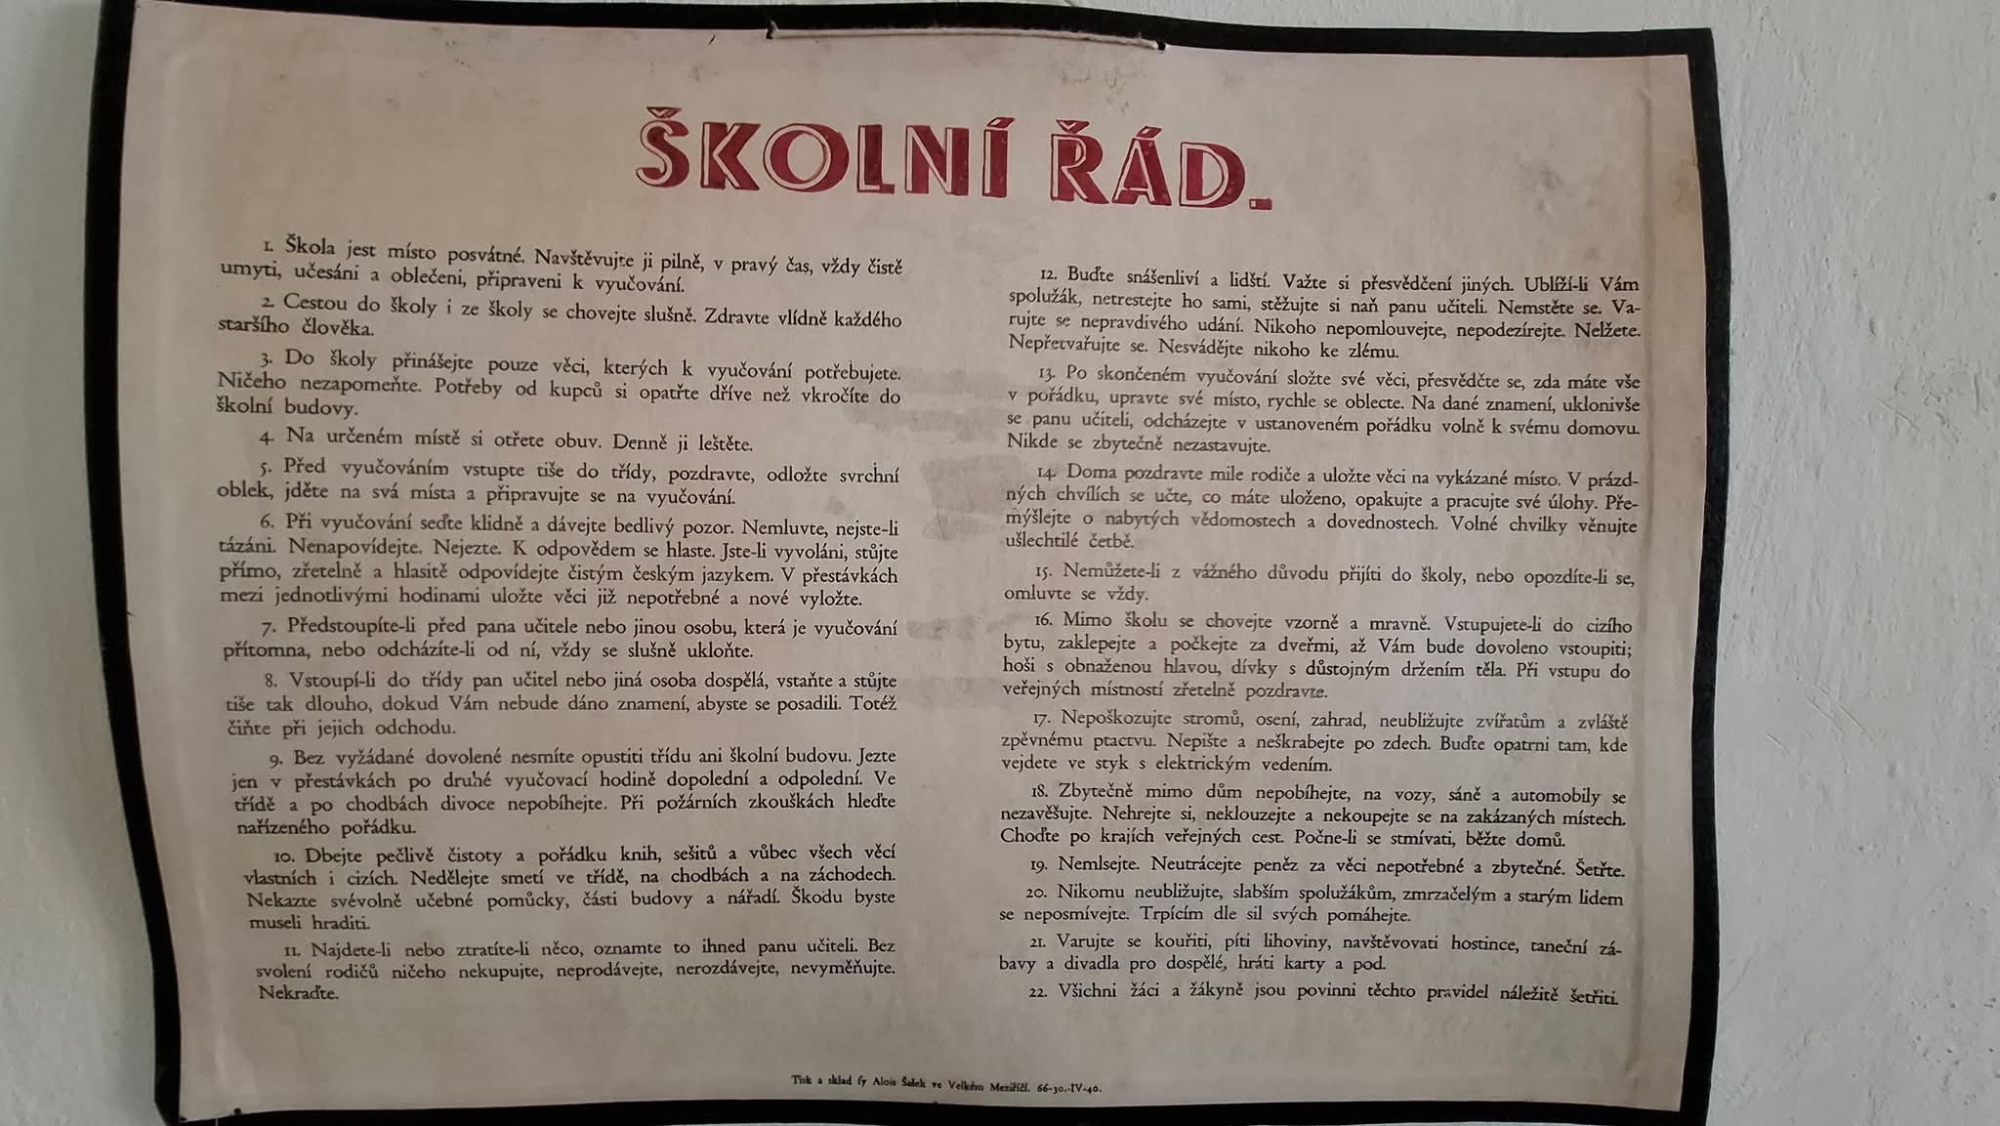 ŠKOLNÍ ŘÁD.
1. Škola jest místo posvátné. Navštěvujte ji pilně, v pravý čas, vždy čistě
umyti, učesáni a oblečeni, připraveni k vyučování.
2. Cestou do školy i ze školy se chovejte slušně. Zdravte vlídně každého
staršího člověka.
3. Do školy přinášejte pouze věci, kterých k vyučování potřebujete.
Ničeho nezapomeňte. Potřeby od kupců si opatřte dříve než vkročíte do
školní budovy.
4. Na určeném místě si otřete obuv. Denně ji leštěte.
5. Před vyučováním vstupte tiše do třídy, pozdravte, odložte svrchní
oblek, jděte na svá místa a připravujte se na vyučování.
6. Při vyučování seďte klidně a dávejte bedlivý pozor. Nemluvte, nejste-li
tázáni. Nenapovídejte. Nejezte. K odpovědem se hlaste. Jste-li vyvoláni, stůjte
přímo, zřetelně a hlasitě odpovídejte čistým českým jazykem. V přestávkách
mezi jednotlivými hodinami uložte věci již nepotřebné a nové vyložte.
7. Předstoupíte-li před pana učitele nebo jinou osobu, která je vyučování
přítomna, nebo odcházíte-li od ní, vždy se slušně ukloňte.
8. Vstoupí-li do třídy pan učitel nebo jiná osoba dospělá, vstaňte a stůjte
tiše tak dlouho, dokud Vám nebude dáno znamení, abyste se posadili. Totéž
čiňte při jejich odchodu.
9. Bez vyžádané dovolené nesmíte opustiti třídu ani školní budovu. Jezte
jen v přestávkách po druhé vyučovací hodině dopolední a odpolední. Ve
třídě a po chodbách divoce nepobíhejte. Při požárních zkouškách hleďte
nařízeného pořádku.
10. Dbejte pečlivě čistoty a pořádku knih, sešitů a vůbec všech věcí
vlastních i cizích. Nedělejte smetí ve třídě, na chodbách a na záchodech.
Nekazte svévolně učebné pomůcky, části budovy a nářadí. Škodu byste
museli hraditi.
11. Najdete-li nebo ztratíte-li něco, oznamte to ihned panu učiteli. Bez
svolení rodičů ničeho nekupujte, neprodávejte, nerozdávejte, nevyměňujte.
Nekraďte.
12. Buďte snášenliví a lidští. Važte si přesvědčení jiných. Ublíží-li Vám
spolužák, netrestejte ho sami, stěžujte si naň panu učiteli. Nemstěte se. Va-
rujte se nepravdivého udání. Nikoho nepomlouvejte, nepodezírejte. Nelžete.
Nepřetvařujte se. Nesvádějte nikoho ke zlému.
13. Po skončeném vyučování složte své věci, přesvědčte se, zda máte vše
v pořádku, upravte své místo, rychle se oblecte. Na dané znamení, uklonivše
se panu učiteli, odcházejte v ustanoveném pořádku volně k svému domovu.
Nikde se zbytečně nezastavujte.
14. Doma pozdravte mile rodiče a uložte věci na vykázané místo. V prázd-
ných chvílích se učte, co máte uloženo, opakujte a pracujte své úlohy. Pře-
mýšlejte o nabytých vědomostech a dovednostech. Volné chvilky věnujte
ušlechtilé četbě.
15. Nemůžete-li z vážného důvodu přijíti do školy, nebo opozdíte-li se,
omluvte se vždy.
16. Mimo školu se chovejte vzorně a mravně. Vstupujete-li do cizího
bytu, zaklepejte a počkejte za dveřmi, až Vám bude dovoleno vstoupiti;
hoši s obnaženou hlavou, dívky s důstojným držením těla. Při vstupu do
veřejných místností zřetelně pozdravte.
17. Nepoškozujte stromů, osení, zahrad, neubližujte zvířatům a zvláště
zpěvnému ptactvu. Nepište a neškrabejte po zdech. Buďte opatrni tam, kde
vejdete ve styk s elektrickým vedením.
18. Zbytečně mimo dům nepobíhejte, na vozy, sáně a automobily se
nezavěšujte. Nehrejte si, neklouzejte a nekoupejte se na zakázaných místech.
Choďte po krajích veřejných cest. Počne-li se stmívati, běžte domů.
19. Nemlsejte. Neutrácejte peněz za věci nepotřebné a zbytečné. Šetřte.
20. Nikomu neubližujte, slabším spolužákům, zmrzačelým a starým lidem
se neposmívejte. Trpícím dle sil svých pomáhejte.
21. Varujte se kouřiti, píti lihoviny, navštěvovati hostince, taneční zá-
bavy a divadla pro dospělé, hráti karty a pod.
22. Všichni žáci a žákyně jsou povinni těchto pravidel náležitě šetřiti.
Tisk a sklad fy Alois Šašek ve Velkém Meziříčí. 66-30.-IV-40.